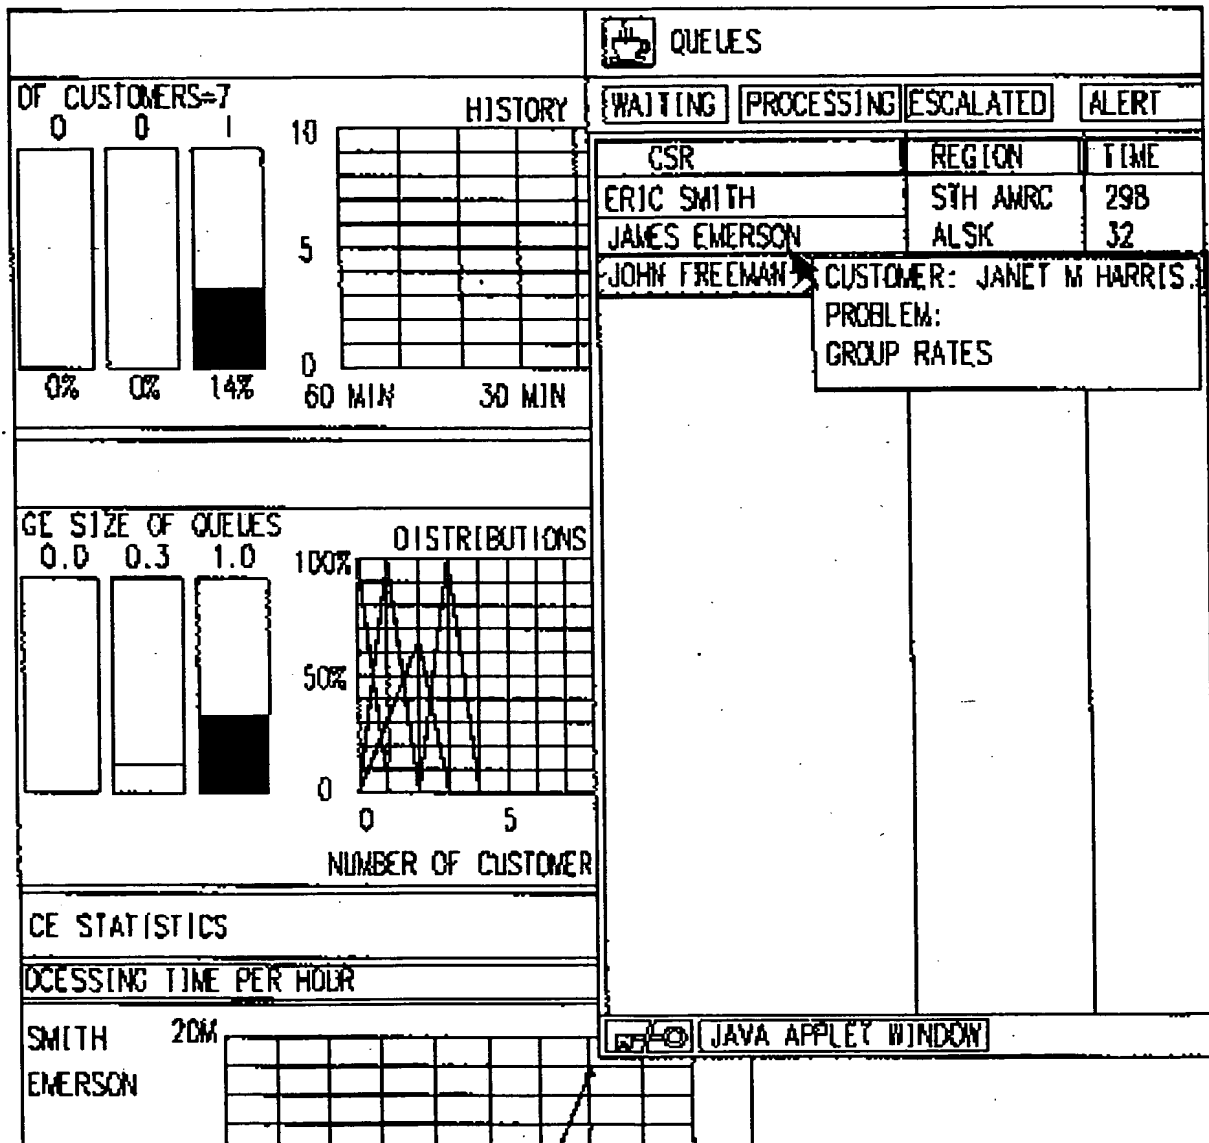 QUEUES
OF CUSTOMERS=7
HISTORY
WAITING PROCESSING ESCALATED ALERT
0 0 1
10
5
0
0% 0% 14%
60 MIN 30 MIN
CSR REGION TIME
ERIC SMITH STH AMRC 298
JAMES EMERSON ALSK 32
JOHN FREEMAN
CUSTOMER: JANET M HARRIS.
PROBLEM:
GROUP RATES
GE SIZE OF QUEUES
0.0 0.3 1.0
DISTRIBUTIONS
100%
50%
0
0 5
NUMBER OF CUSTOMER
CE STATISTICS
OCESSING TIME PER HOUR
SMITH 20M
EMERSON
JAVA APPLET WINDOW